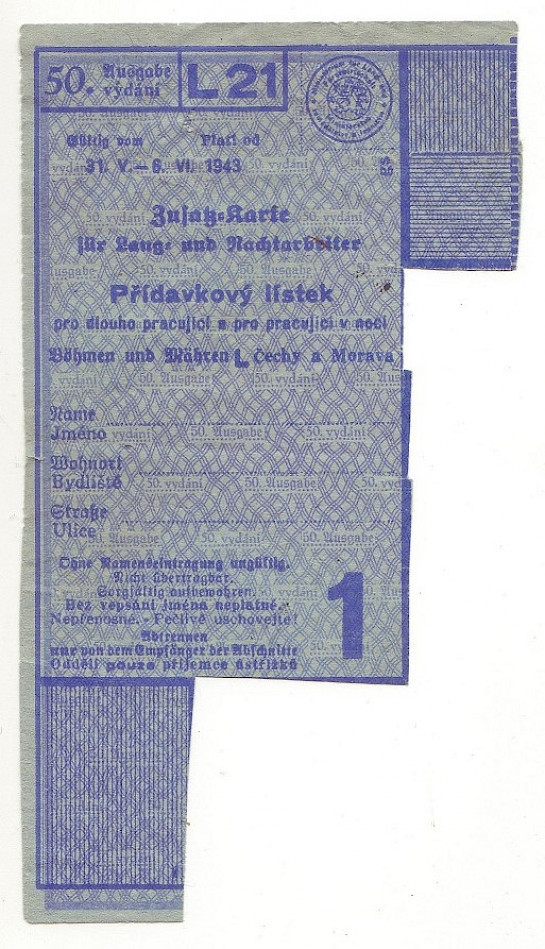 50. Ausgabe
vydání
L 21
Gültig vom Platí od
31. V. – 6. VI. 1943
Zusatz-Karte
für Lang- und Nachtarbeiter
Přídavkový lístek
pro dlouho pracující a pro pracující v noci
Böhmen und Mähren L Čechy a Morava
Name
Jméno
Wohnort
Bydliště
Straße
Ulice
Ohne Namenseintragung ungültig.
Nicht übertragbar.
Sorgfältig aufbewahren.
Bez vepsání jména neplatné.
Nepřenosné. - Pečlivě uschovejte!
Abtrennen
nur von dem Empfänger der Abschnitte
Oddělí pouze příjemce ústřižků
1